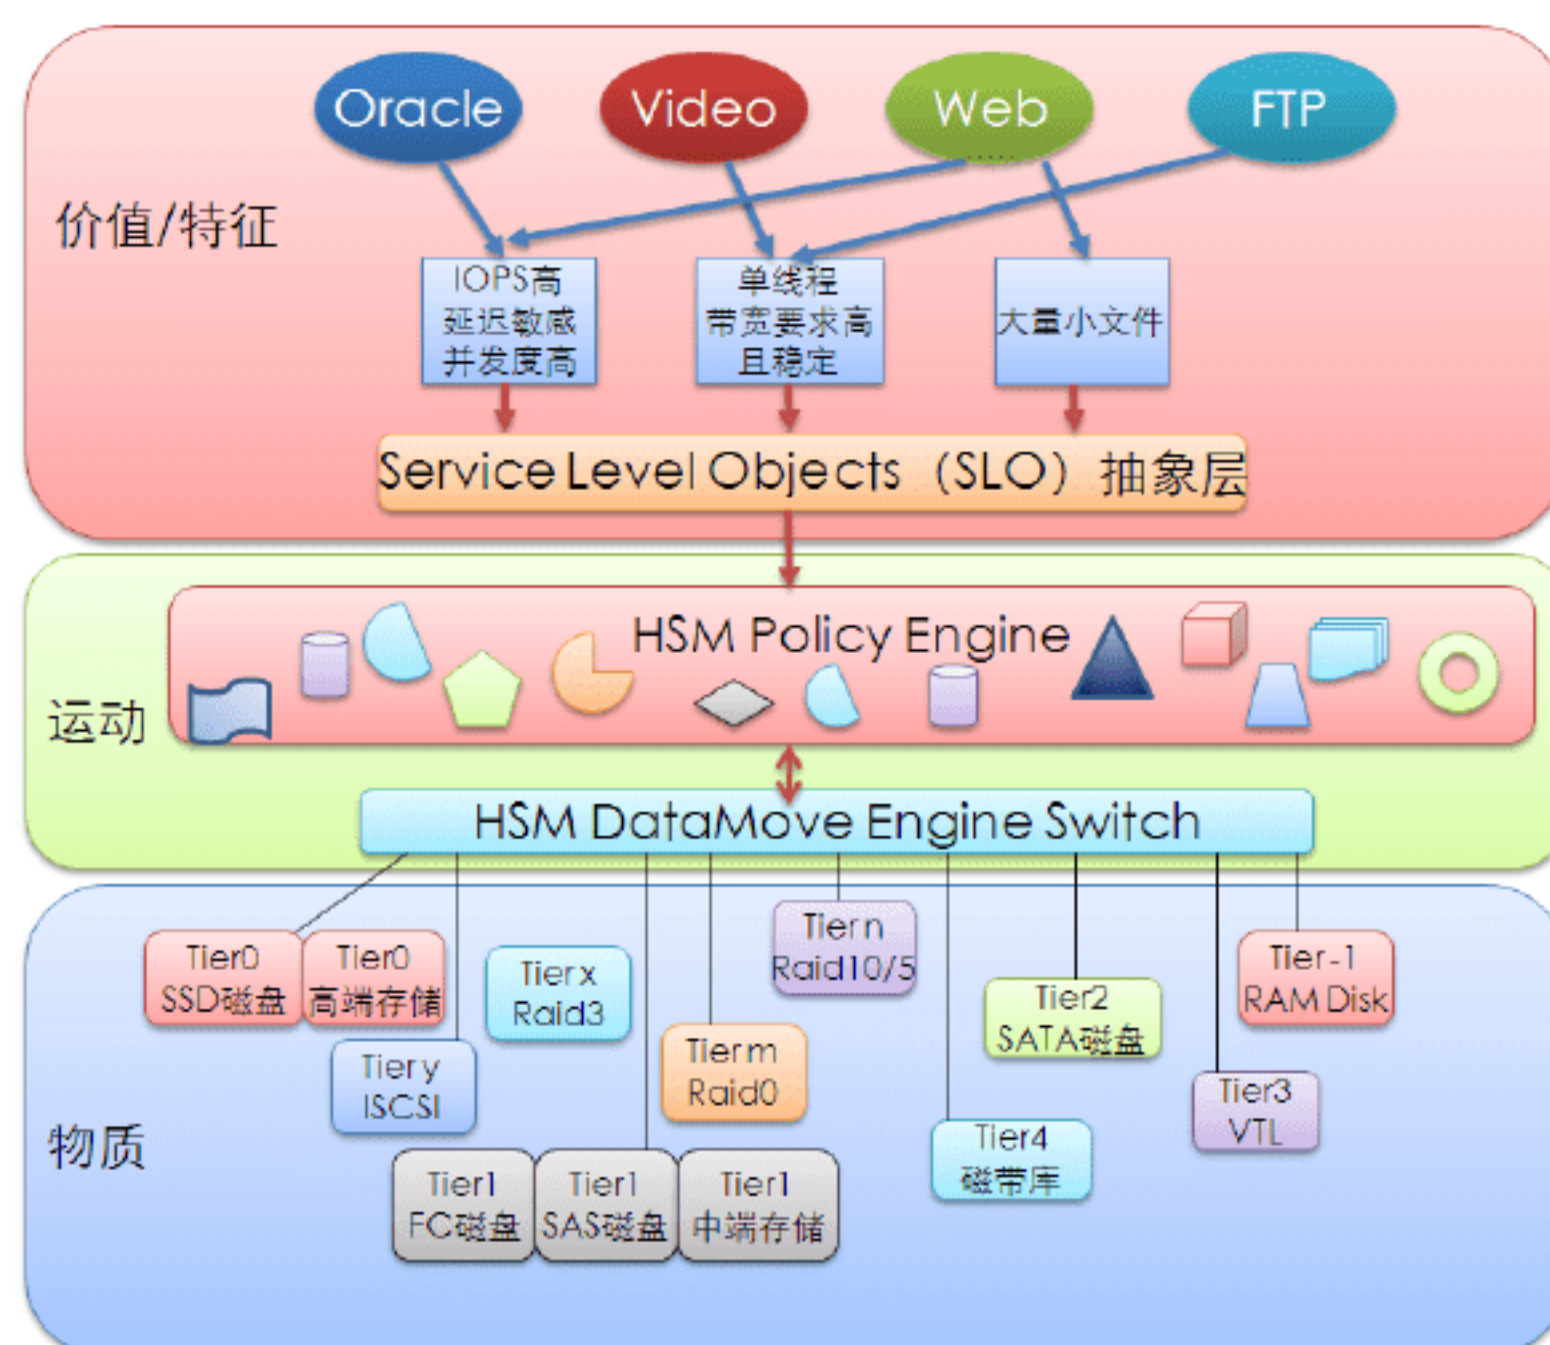 Oracle
Video
Web
FTP
价值/特征
IOPS高
延迟敏感
并发度高
单线程
带宽要求高
且稳定
大量小文件
Service Level Objects（SLO）抽象层
运动
HSM Policy Engine
HSM DataMove Engine Switch
物质
Tier0
SSD磁盘
Tier0
高端存储
Tier x
Raid3
Tier n
Raid10/5
Tier-1
RAM Disk
Tier2
SATA磁盘
Tier y
ISCSI
Tier m
Raid0
Tier3
VTL
Tier4
磁带库
Tier1
FC磁盘
Tier1
SAS磁盘
Tier1
中端存储